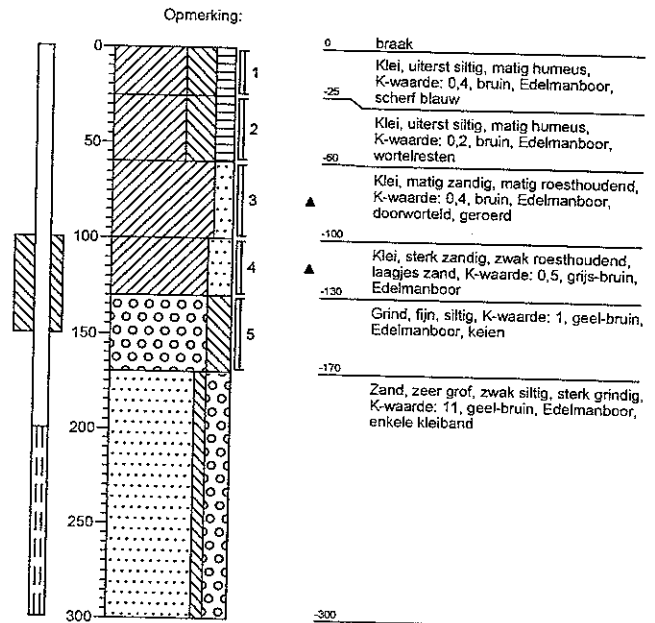 Opmerking:
0
50
100
150
200
250
300
1
2
3
4
5
0 braak
Klei, uiterst siltig, matig humeus,
K-waarde: 0,4, bruin, Edelmanboor,
scherf blauw
-25
Klei, uiterst siltig, matig humeus,
K-waarde: 0,2, bruin, Edelmanboor,
wortelresten
-60
Klei, matig zandig, matig roesthoudend,
K-waarde: 0,4, bruin, Edelmanboor,
doorworteld, geroerd
-100
Klei, sterk zandig, zwak roesthoudend,
laagjes zand, K-waarde: 0,5, grijs-bruin,
Edelmanboor
-130
Grind, fijn, siltig, K-waarde: 1, geel-bruin,
Edelmanboor, keien
-170
Zand, zeer grof, zwak siltig, sterk grindig,
K-waarde: 11, geel-bruin, Edelmanboor,
enkele kleiband
-300